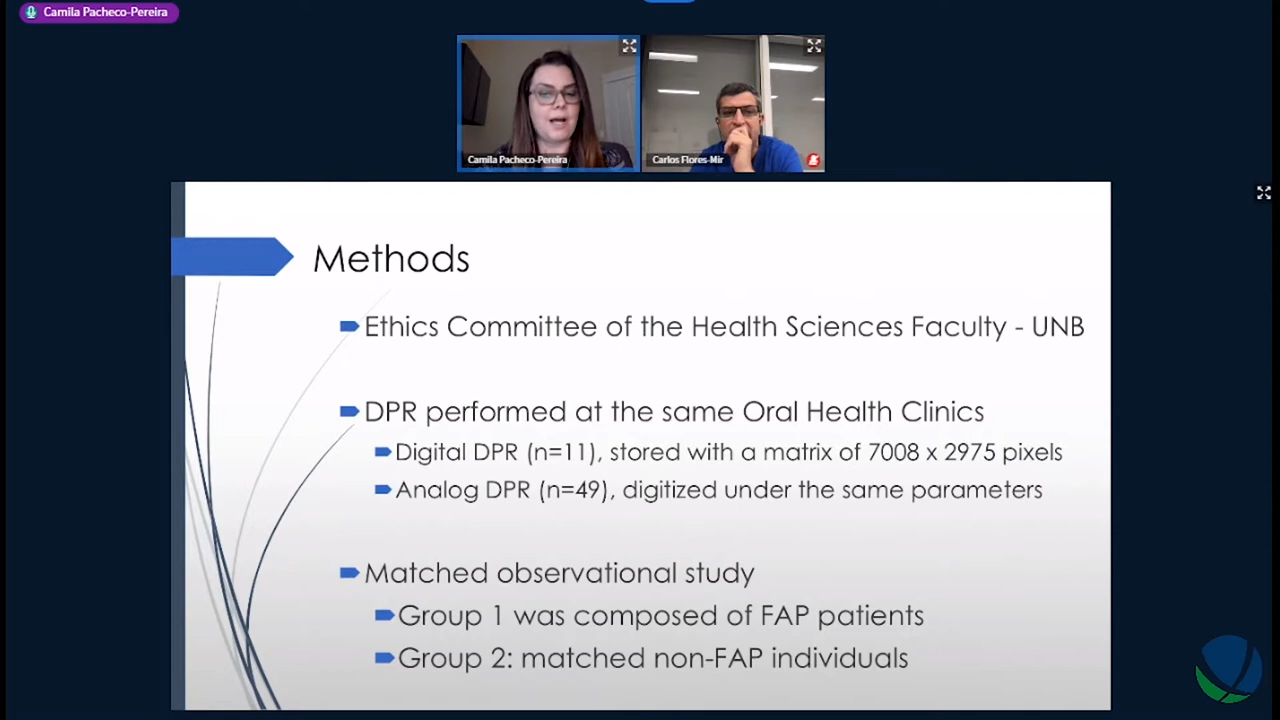 Camila Pacheco-Pereira
Camila Pacheco-Pereira
Carlos Flores-Mir
Methods
Ethics Committee of the Health Sciences Faculty - UNB
DPR performed at the same Oral Health Clinics
Digital DPR (n=11), stored with a matrix of 7008 x 2975 pixels
Analog DPR (n=49), digitized under the same parameters
Matched observational study
Group 1 was composed of FAP patients
Group 2: matched non-FAP individuals